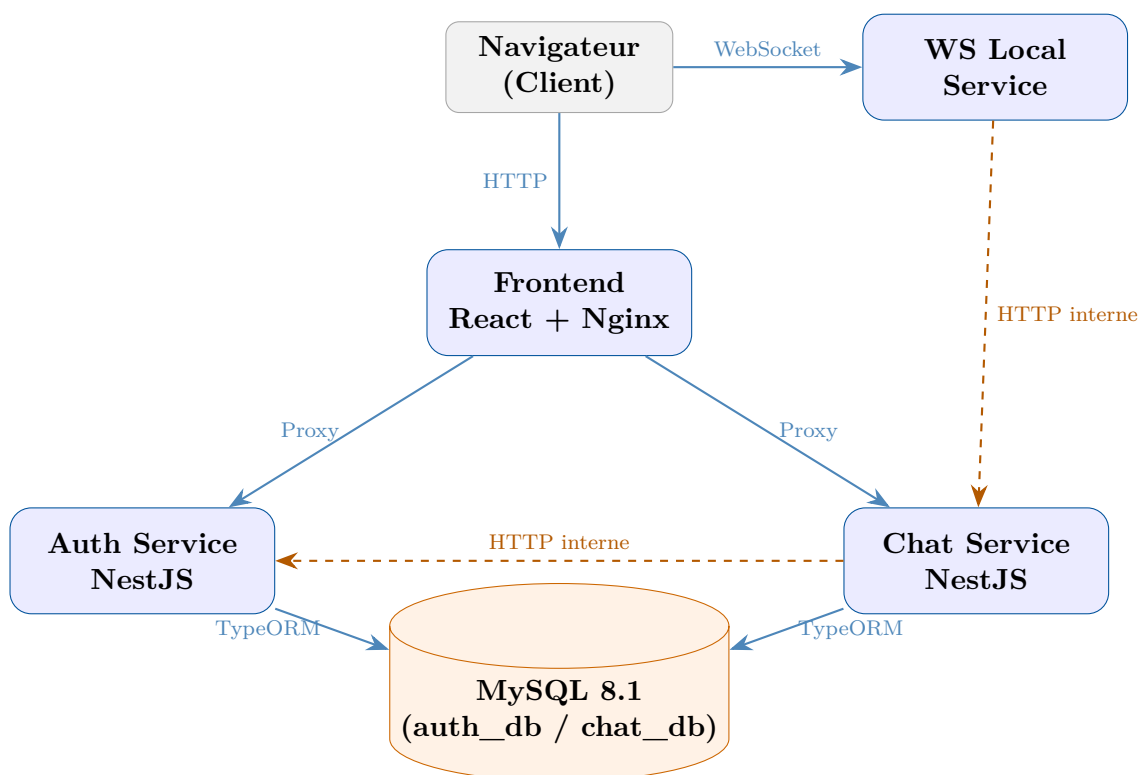 Navigateur
(Client)
WebSocket
WS Local
Service
HTTP
Frontend
React + Nginx
HTTP interne
Proxy
Proxy
Auth Service
NestJS
HTTP interne
Chat Service
NestJS
TypeORM
TypeORM
MySQL 8.1
(auth_db / chat_db)